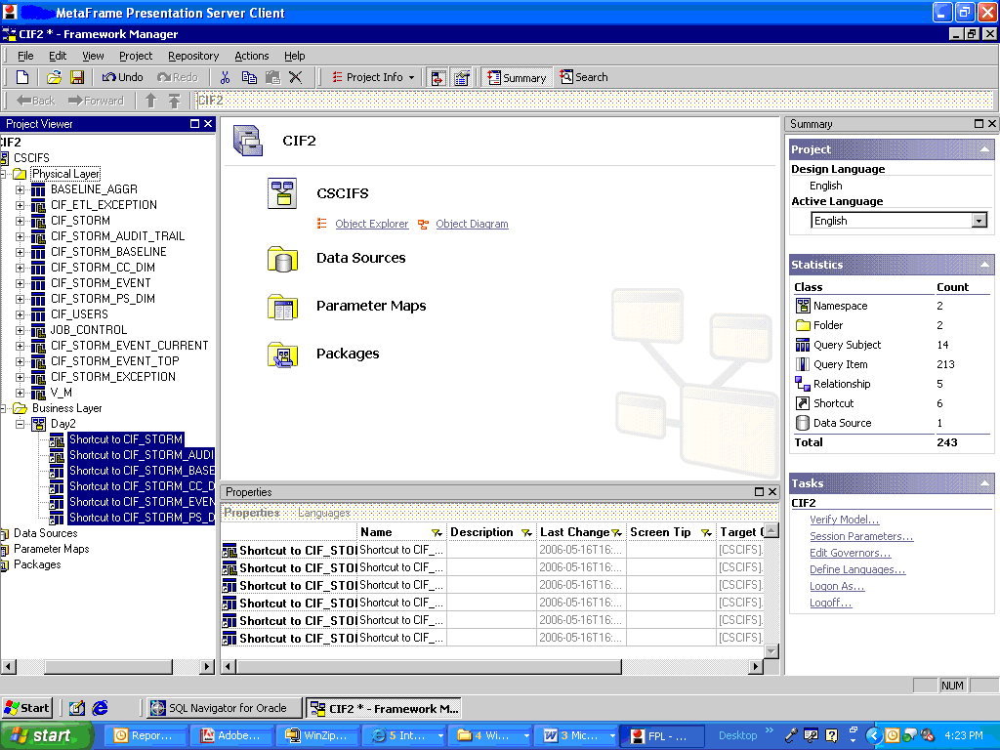 MetaFrame Presentation Server Client
CIF2 * - Framework Manager
File Edit View Project Repository Actions Help
Undo Redo Project Info Summary Search
Back Forward CIF2
Project Viewer
CIF2
CSCIFS
Physical Layer
BASELINE_AGGR
CIF_ETL_EXCEPTION
CIF_STORM
CIF_STORM_AUDIT_TRAIL
CIF_STORM_BASELINE
CIF_STORM_CC_DIM
CIF_STORM_EVENT
CIF_STORM_PS_DIM
CIF_USERS
JOB_CONTROL
CIF_STORM_EVENT_CURRENT
CIF_STORM_EVENT_TOP
CIF_STORM_EXCEPTION
V_M
Business Layer
Day2
Shortcut to CIF_STORM
Shortcut to CIF_STORM_AUDI
Shortcut to CIF_STORM_BASE
Shortcut to CIF_STORM_CC_D
Shortcut to CIF_STORM_EVEN
Shortcut to CIF_STORM_PS_D
Data Sources
Parameter Maps
Packages
CIF2
CSCIFS
Object Explorer Object Diagram
Data Sources
Parameter Maps
Packages
Properties
Properties Languages
Name Description Last Change Screen Tip Target
Shortcut to CIF_STO Shortcut to CIF_... 2006-05-16T16:... [CSCIFS].
Shortcut to CIF_STO Shortcut to CIF_... 2006-05-16T16:... [CSCIFS].
Shortcut to CIF_STO Shortcut to CIF_... 2006-05-16T16:... [CSCIFS].
Shortcut to CIF_STO Shortcut to CIF_... 2006-05-16T16:... [CSCIFS].
Shortcut to CIF_STO Shortcut to CIF_... 2006-05-16T16:... [CSCIFS].
Shortcut to CIF_STO Shortcut to CIF_... 2006-05-16T16:... [CSCIFS].
Summary
Project
Design Language
English
Active Language
English
Statistics
Class Count
Namespace 2
Folder 2
Query Subject 14
Query Item 213
Relationship 5
Shortcut 6
Data Source 1
Total 243
Tasks
CIF2
Verify Model...
Session Parameters...
Edit Governors...
Define Languages...
Logon As...
Logoff...
NUM
Start SQL Navigator for Oracle CIF2 * - Framework M...
start Repor... Adobe... WinZip... 5 Int... 4 Wi... 3 Mic... FPL - ... Desktop » 4:23 PM